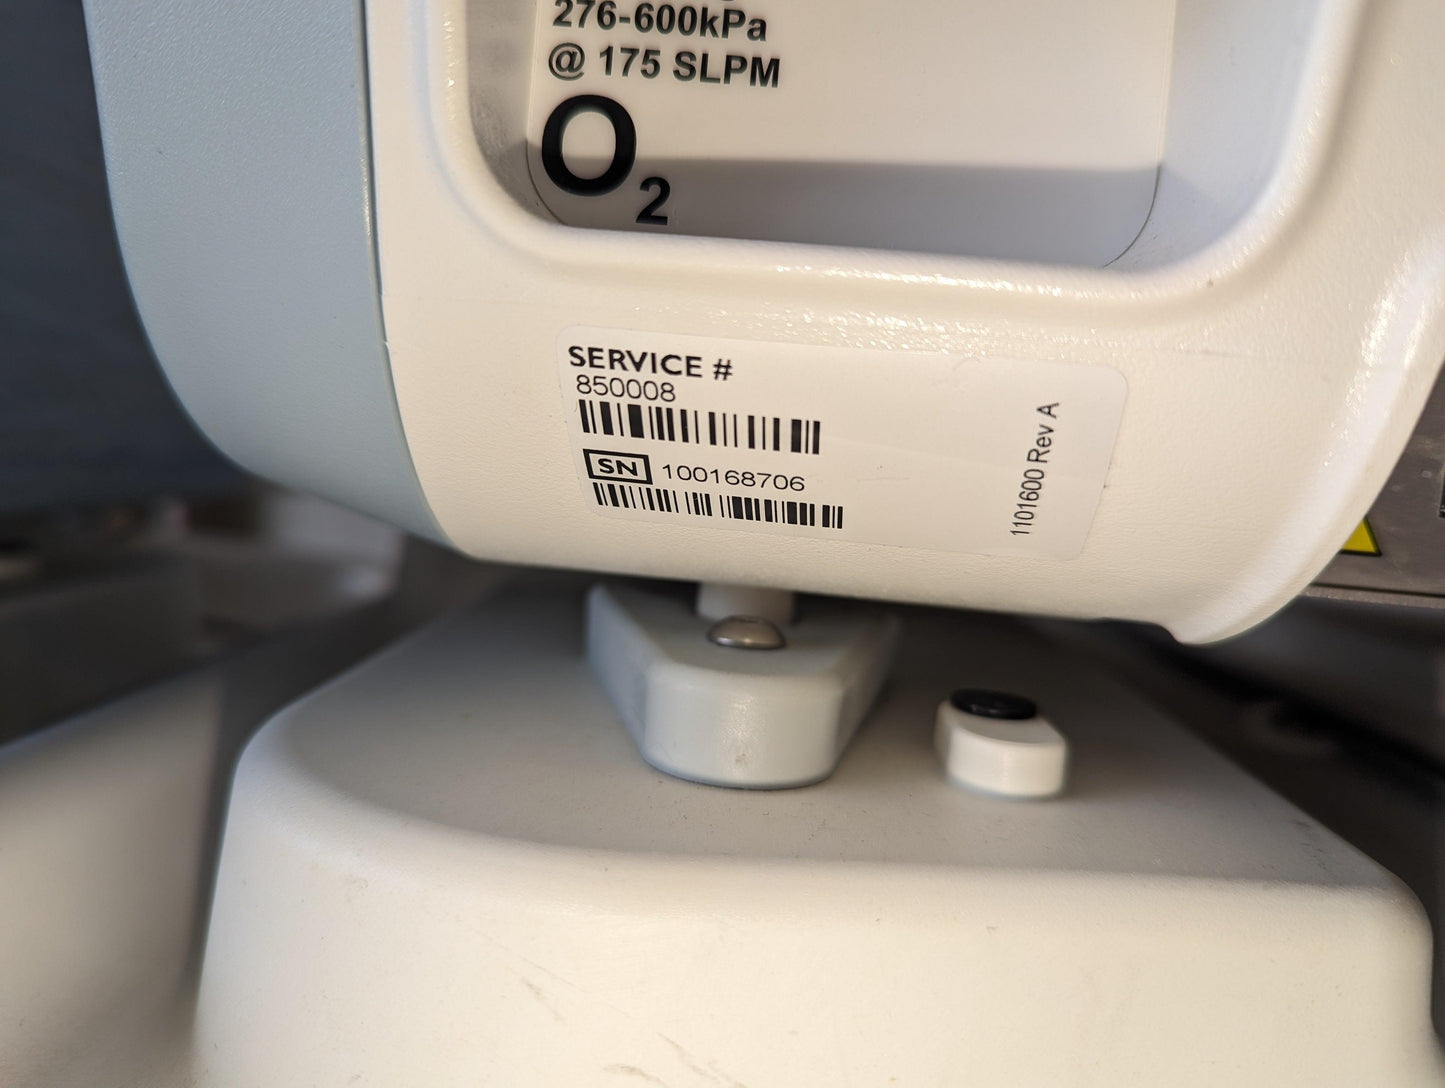 276-600kPa
@ 175 SLPM
O2
SERVICE #
850008
SN 100168706
1101600 Rev A